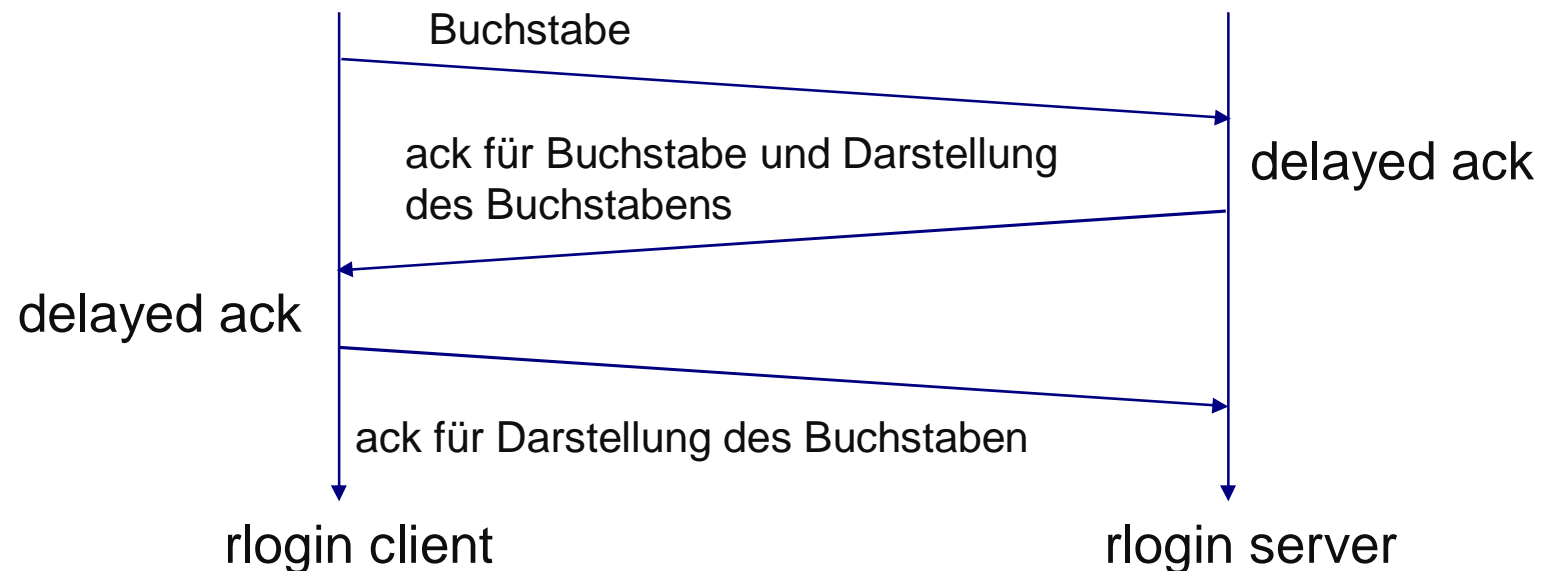 Buchstabe
ack für Buchstabe und Darstellung
des Buchstabens
delayed ack
delayed ack
ack für Darstellung des Buchstaben
rlogin client
rlogin server